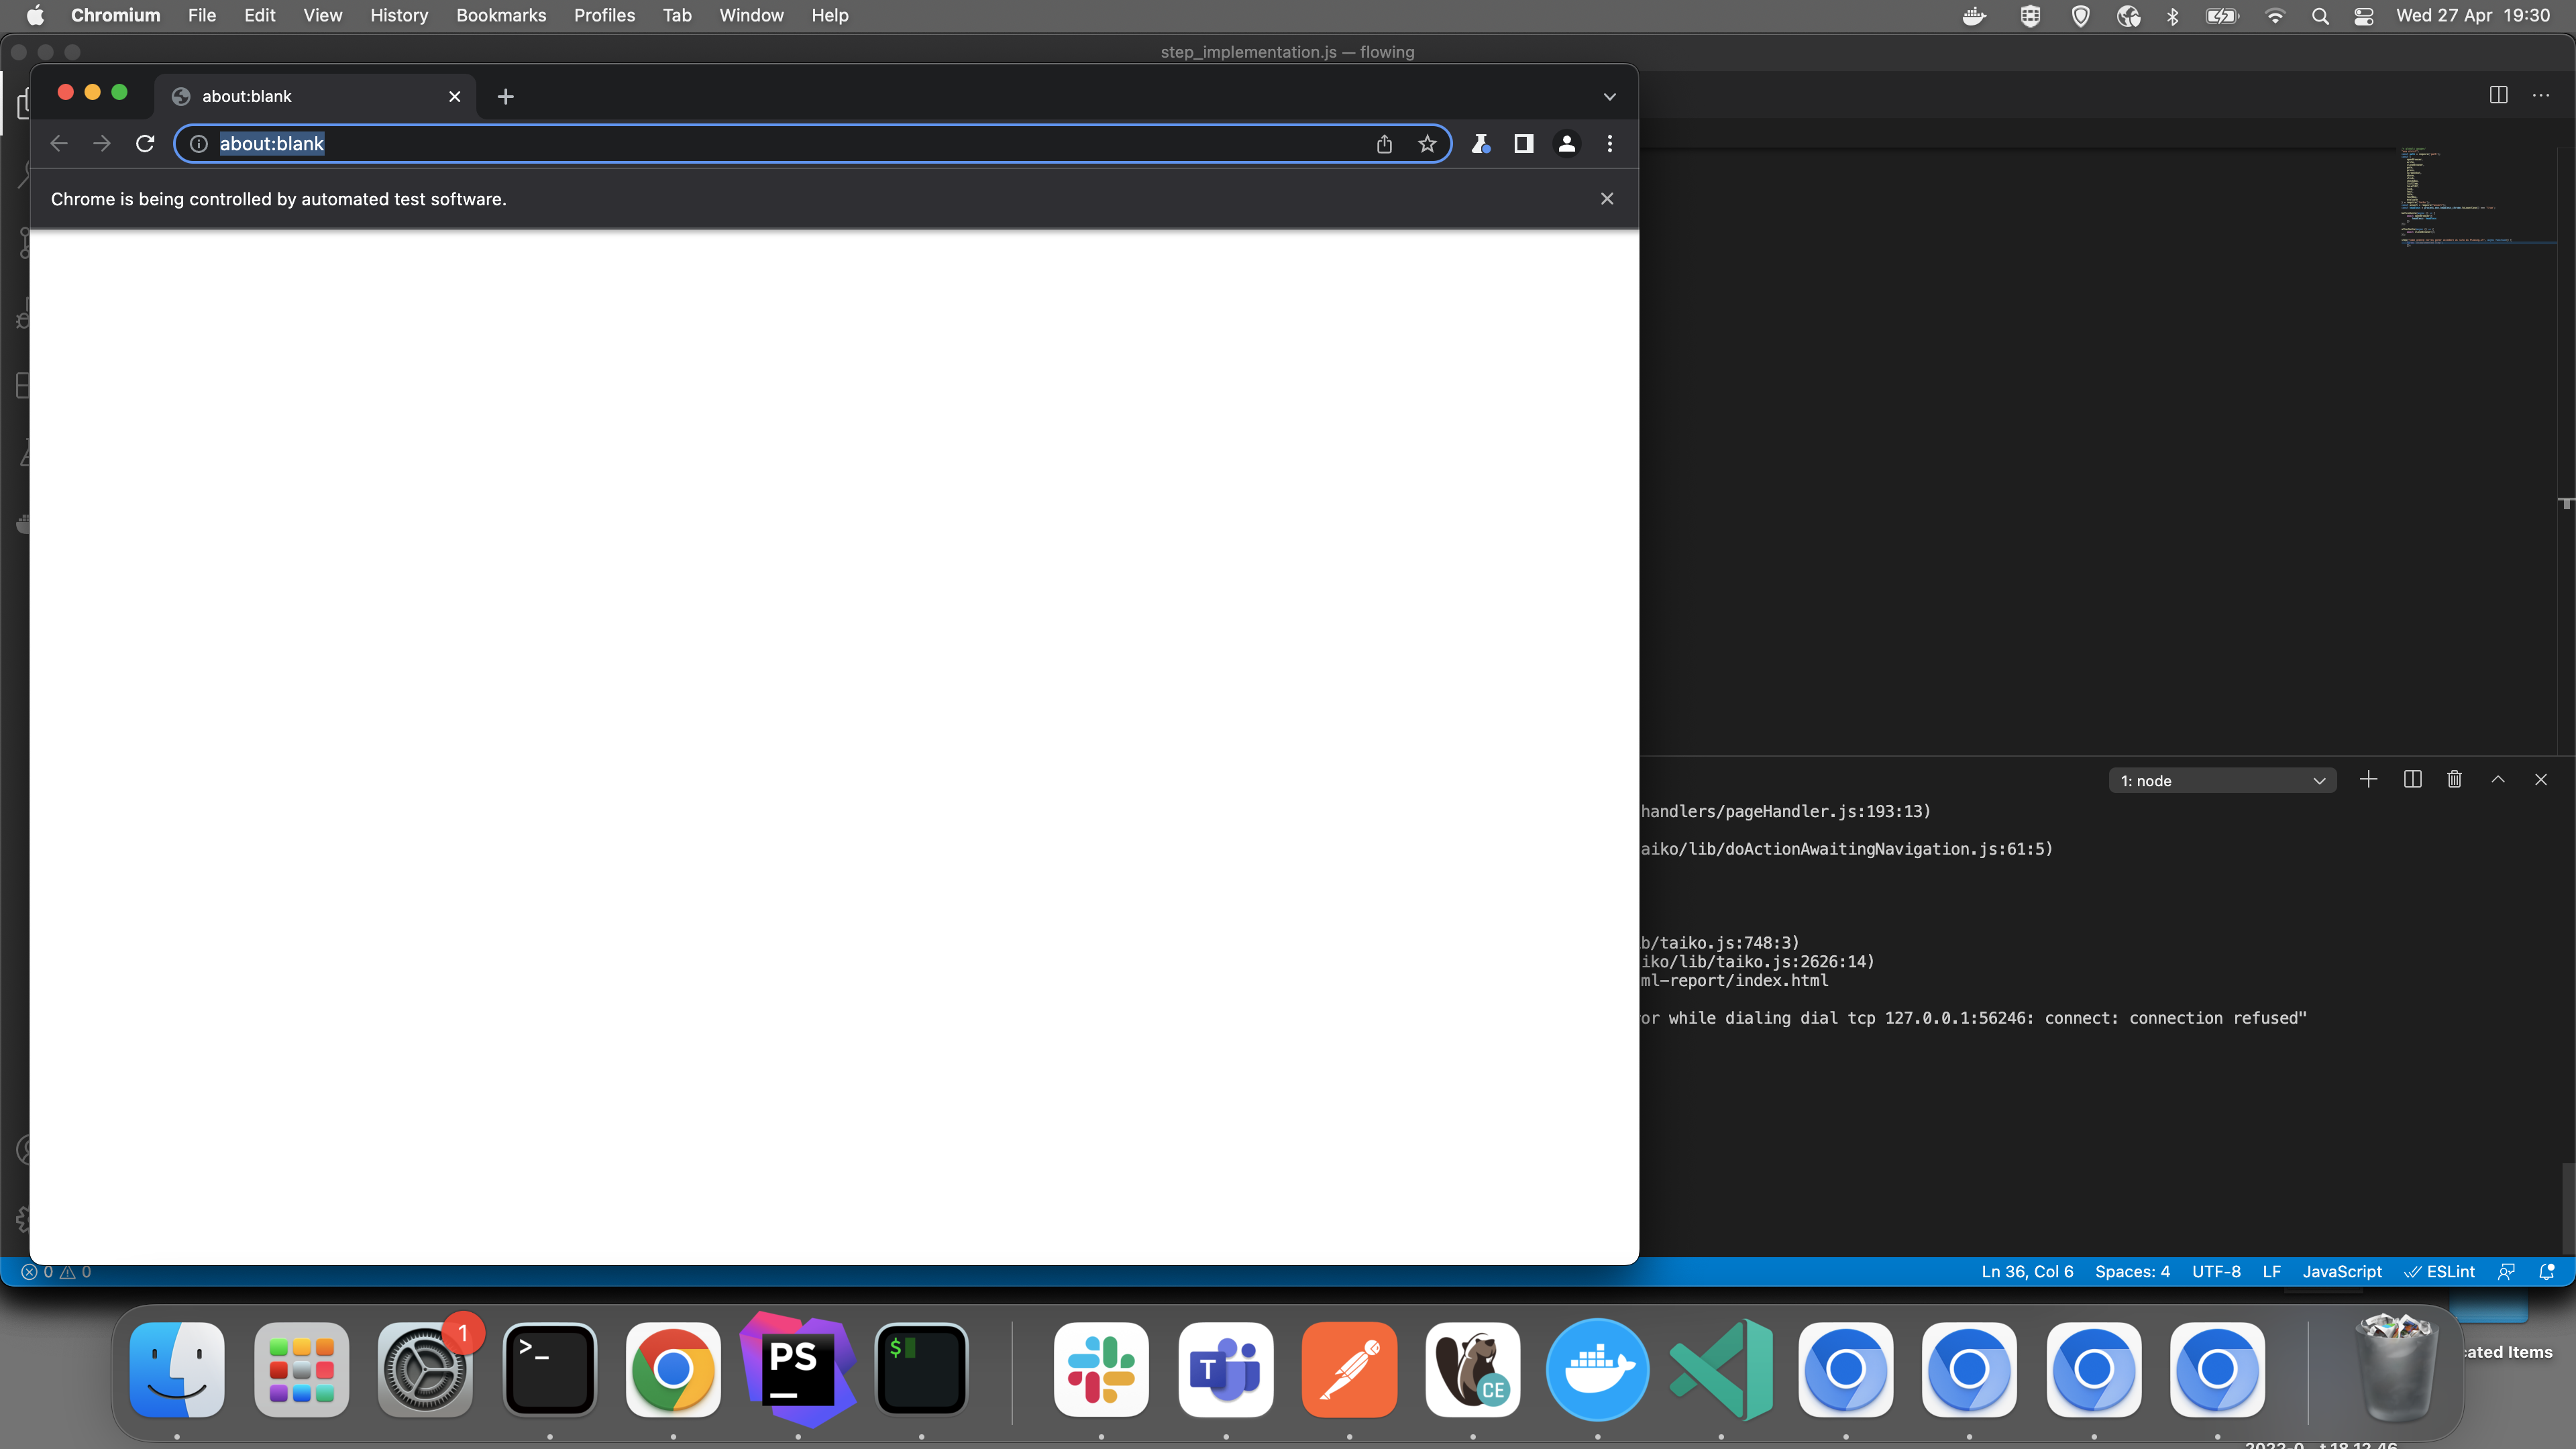 Chromium File Edit View History Bookmarks Profiles Tab Window Help Wed 27 Apr 19:30
step_implementation.js — flowing
about:blank
about:blank
Chrome is being controlled by automated test software.
1: node
handlers/pageHandler.js:193:13)
aiko/lib/doActionAwaitingNavigation.js:61:5)
b/taiko.js:748:3)
iko/lib/taiko.js:2626:14)
ml-report/index.html
or while dialing dial tcp 127.0.0.1:56246: connect: connection refused"
0 0 Ln 36, Col 6 Spaces: 4 UTF-8 LF JavaScript ESLint
1
>_
PS
$
T
CE
cated Items